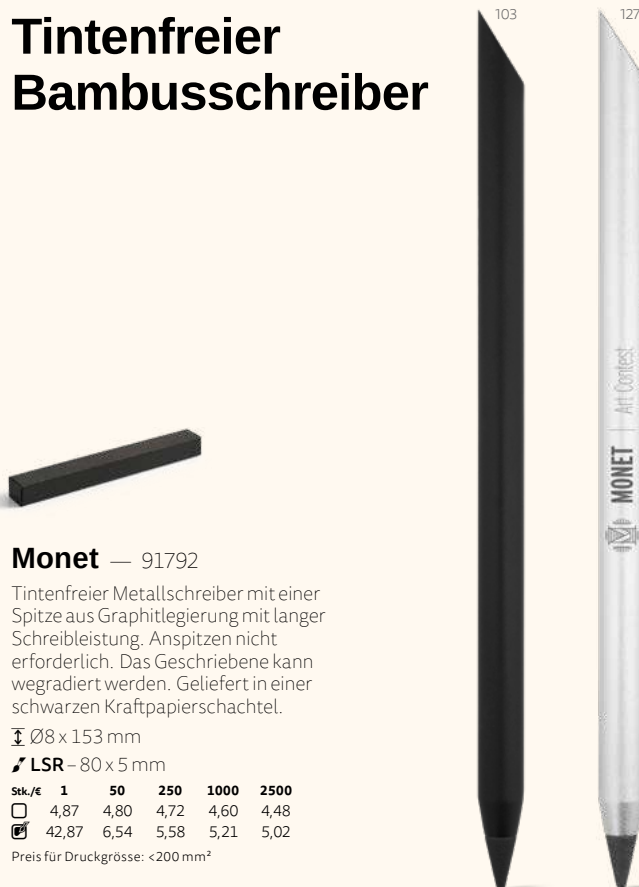 Tintenfreier
Bambusschreiber
103
127
MONET | Art Contest
Monet — 91792
Tintenfreier Metallschreiber mit einer
Spitze aus Graphitlegierung mit langer
Schreibleistung. Anspitzen nicht
erforderlich. Das Geschriebene kann
wegradiert werden. Geliefert in einer
schwarzen Kraftpapierschachtel.
Ø8 x 153 mm
LSR – 80 x 5 mm
Stk./€ 1 50 250 1000 2500
4,87 4,80 4,72 4,60 4,48
42,87 6,54 5,58 5,21 5,02
Preis für Druckgrösse: <200 mm²